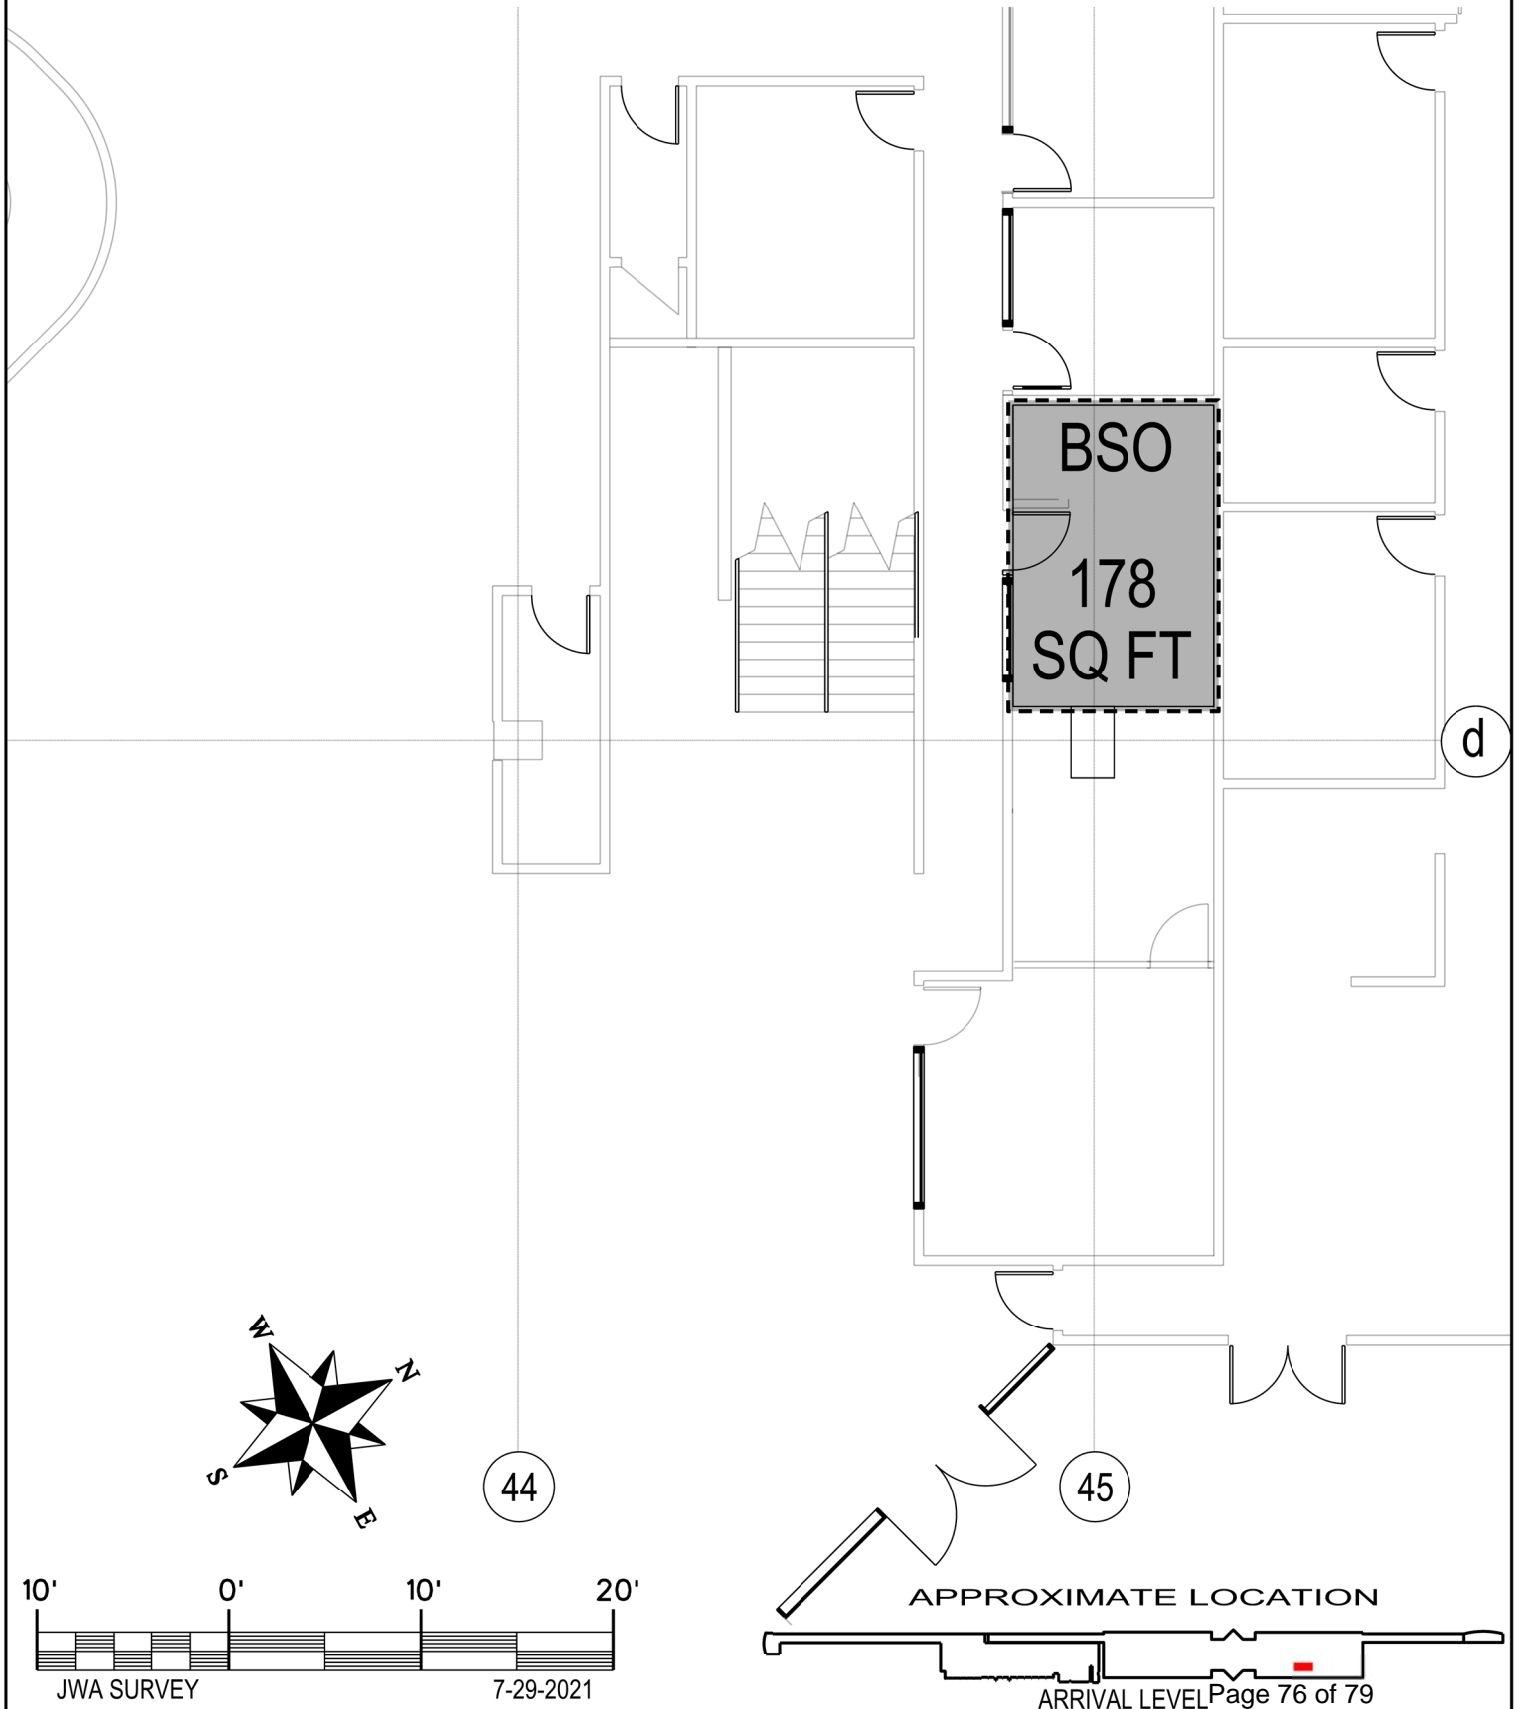 BSO
178
SQ FT
d
W
N
S
E
44
45
10' 0' 10' 20'
JWA SURVEY 7-29-2021
APPROXIMATE LOCATION
ARRIVAL LEVEL
Page 76 of 79